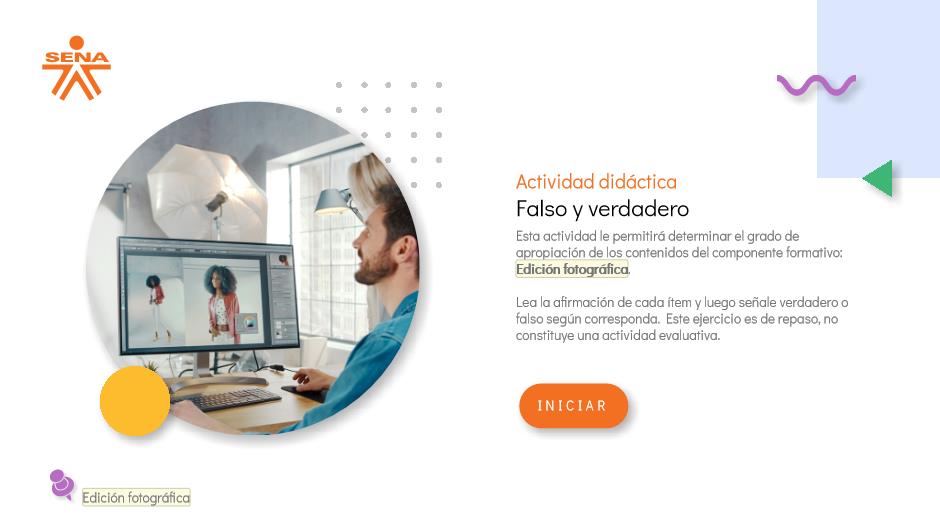 SENA
Actividad didáctica
Falso y verdadero
Esta actividad le permitirá determinar el grado de
apropiación de los contenidos del componente formativo:
Edición fotográfica.
Lea la afirmación de cada ítem y luego señale verdadero o
falso según corresponda. Este ejercicio es de repaso, no
constituye una actividad evaluativa.
INICIAR
Edición fotográfica